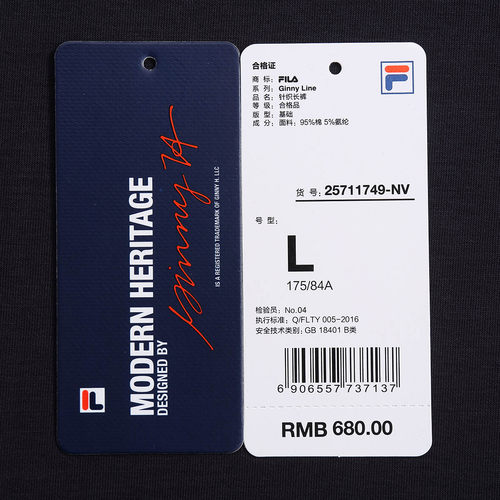 MODERN HERITAGE
DESIGNED BY
Ginny H
IS A REGISTERED TRADEMARK OF GINNY H. LLC
合格证
商 标: FILA
系 列: Ginny Line
品 名: 针织长裤
等 级: 合格品
版 型: 基础
成 分: 面料: 95%棉 5%氨纶
货 号: 25711749-NV
号 型:
L
175/84A
检验员: No.04
执行标准: Q/FLTY 005-2016
安全技术类别: GB 18401 B类
6 906557 737137
RMB 680.00